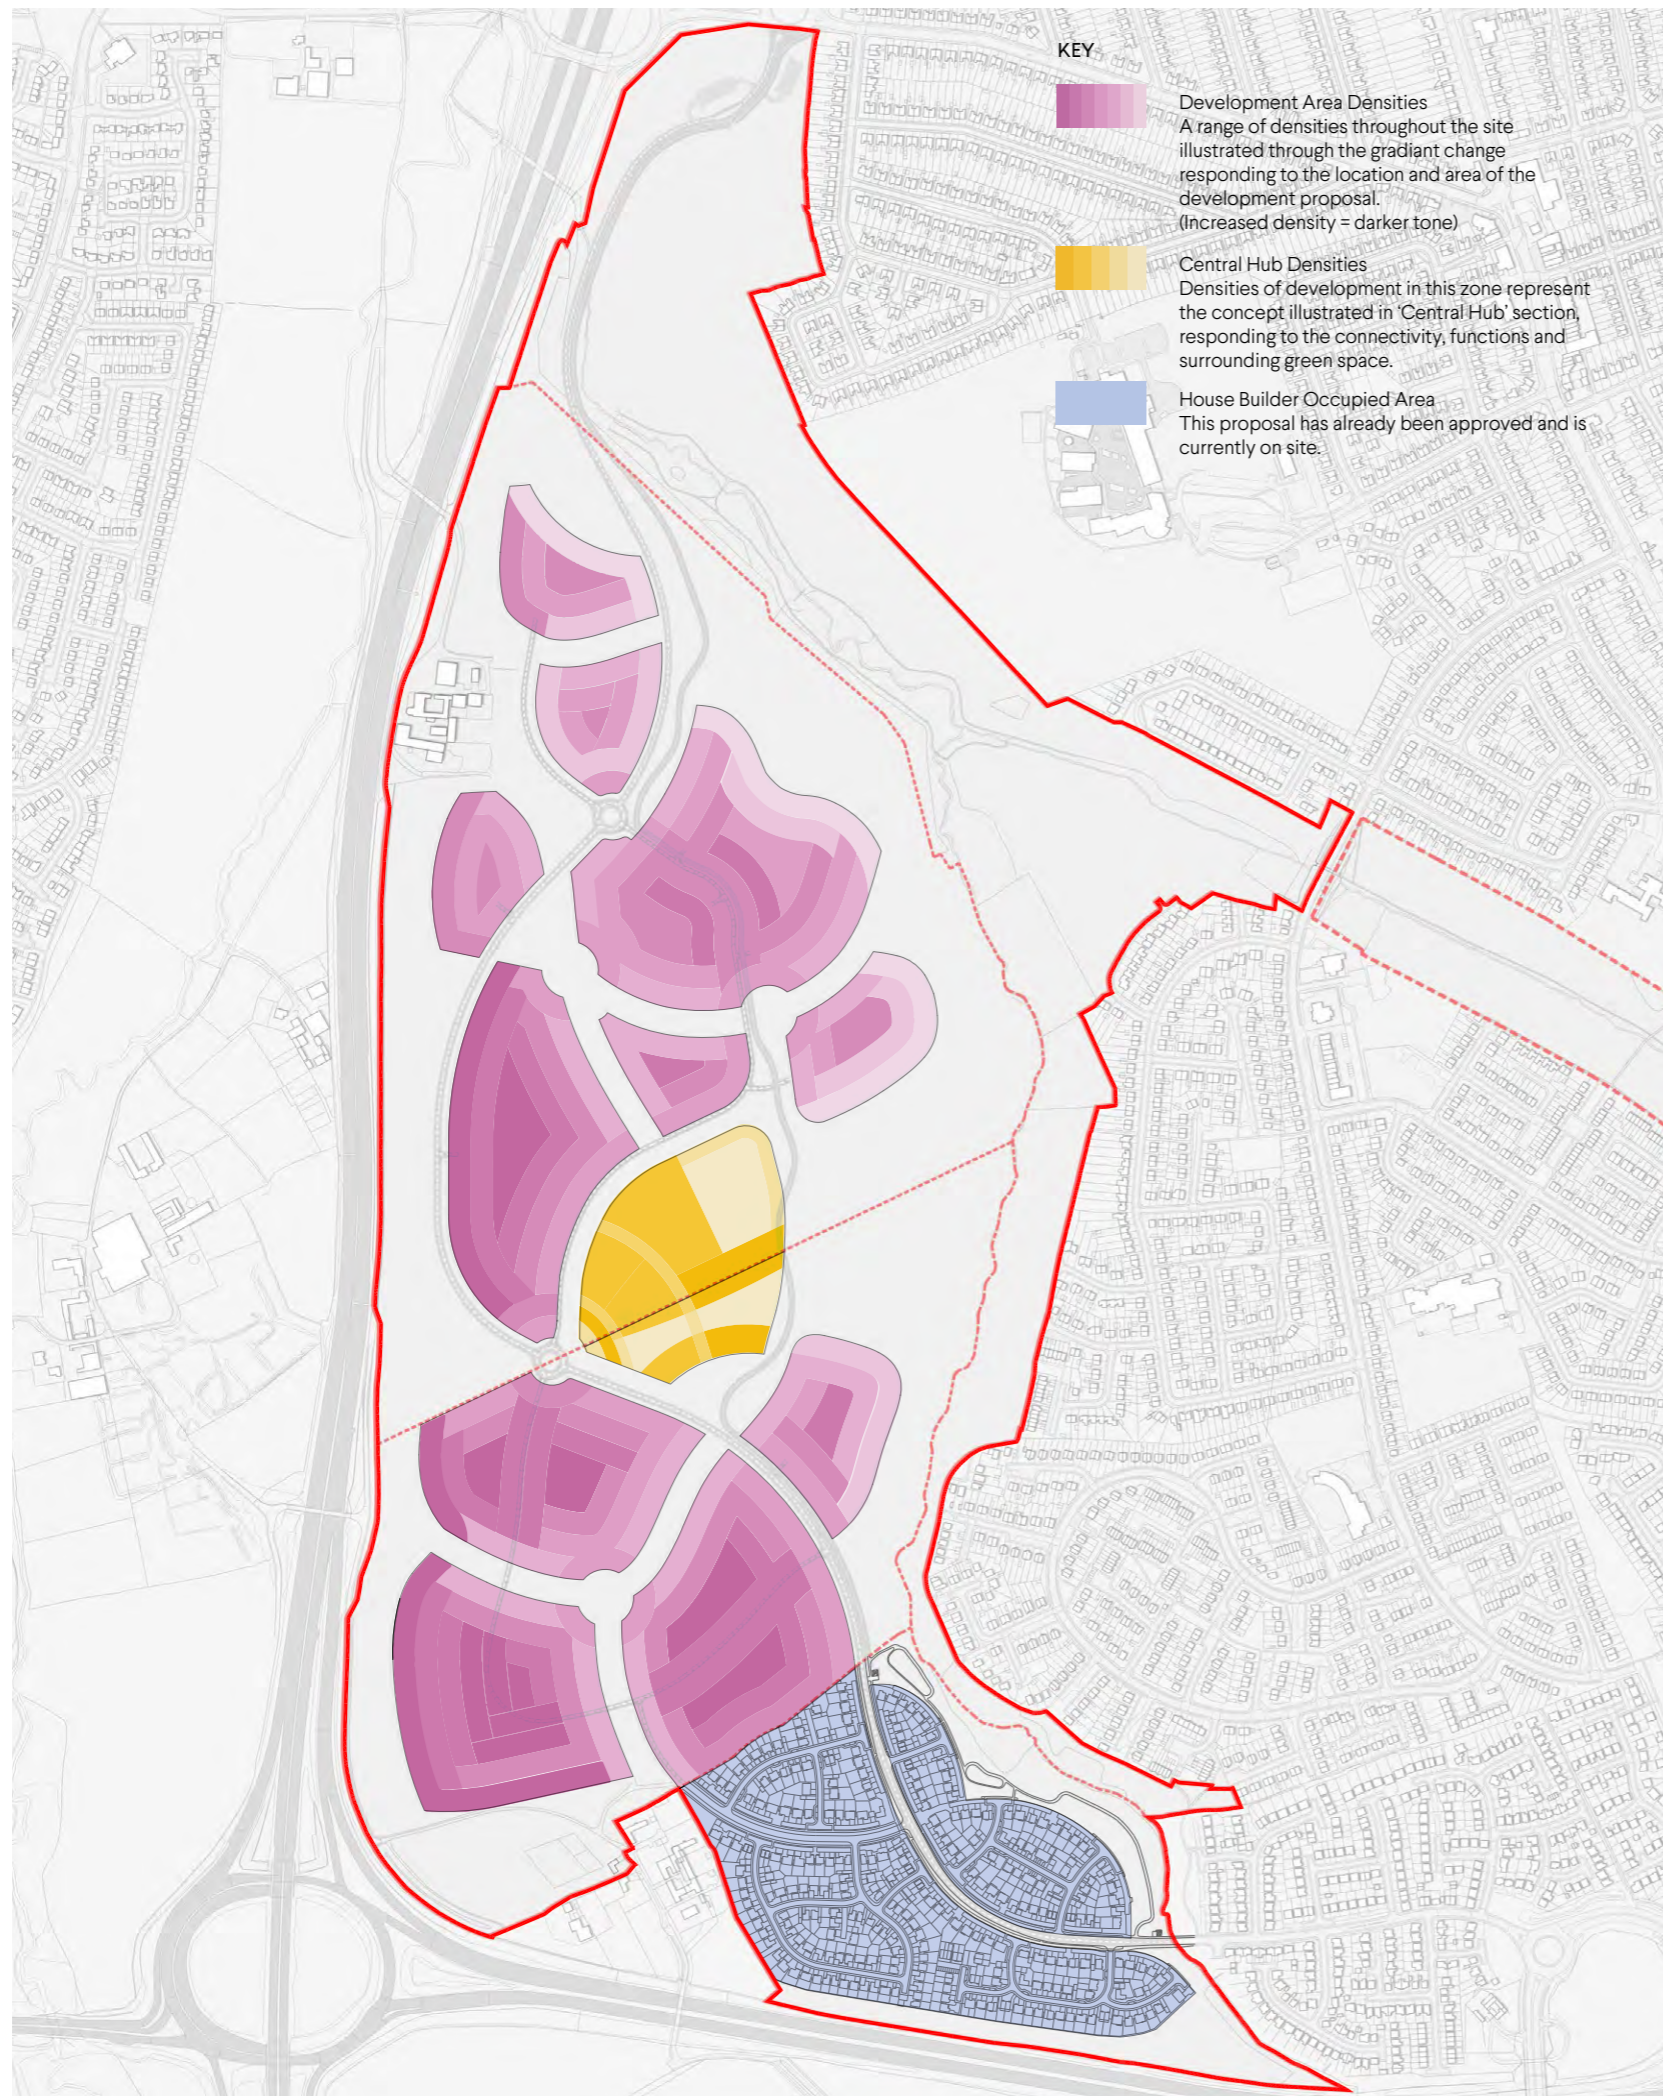 KEY
Development Area Densities
A range of densities throughout the site
illustrated through the gradiant change
responding to the location and area of the
development proposal.
(Increased density = darker tone)
Central Hub Densities
Densities of development in this zone represent
the concept illustrated in ‘Central Hub’ section,
responding to the connectivity, functions and
surrounding green space.
House Builder Occupied Area
This proposal has already been approved and is
currently on site.